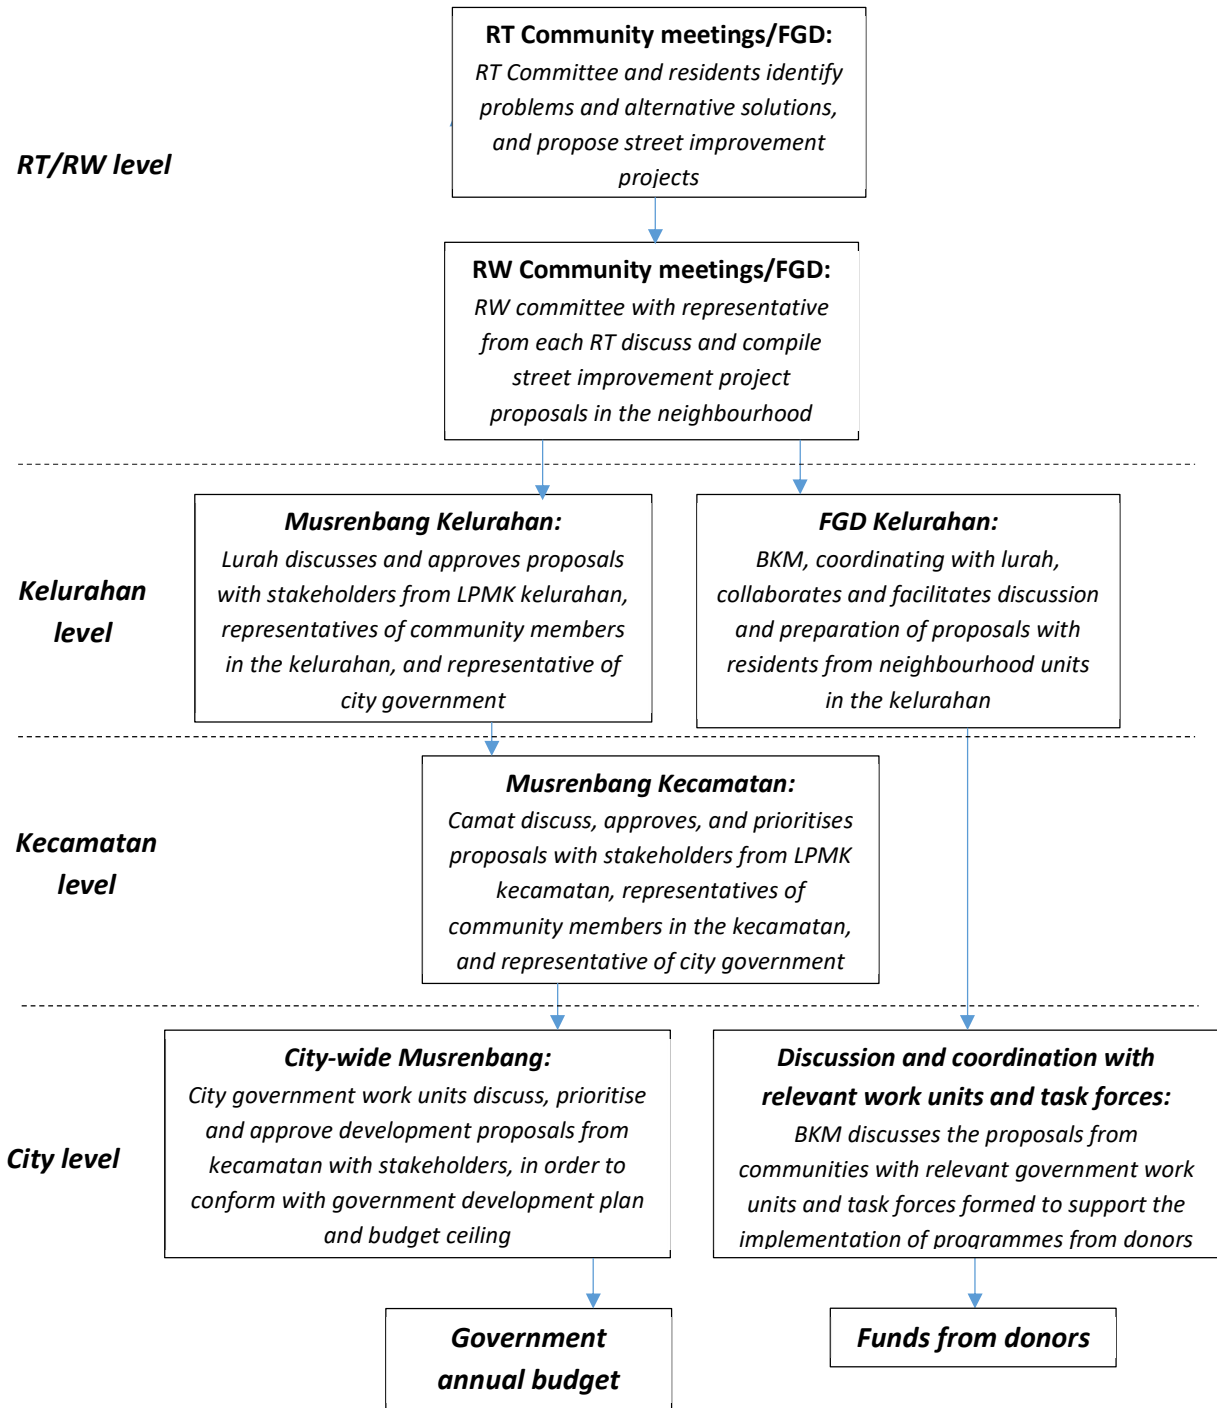 RT Community meetings/FGD:
RT Committee and residents identify
problems and alternative solutions,
and propose street improvement
projects
RT/RW level
RW Community meetings/FGD:
RW committee with representative
from each RT discuss and compile
street improvement project
proposals in the neighbourhood
Kelurahan
level
Musrenbang Kelurahan:
Lurah discusses and approves proposals
with stakeholders from LPMK kelurahan,
representatives of community members
in the kelurahan, and representative of
city government
FGD Kelurahan:
BKM, coordinating with lurah,
collaborates and facilitates discussion
and preparation of proposals with
residents from neighbourhood units
in the kelurahan
Kecamatan
level
Musrenbang Kecamatan:
Camat discuss, approves, and prioritises
proposals with stakeholders from LPMK
kecamatan, representatives of
community members in the kecamatan,
and representative of city government
City level
City-wide Musrenbang:
City government work units discuss, prioritise
and approve development proposals from
kecamatan with stakeholders, in order to
conform with government development plan
and budget ceiling
Discussion and coordination with
relevant work units and task forces:
BKM discusses the proposals from
communities with relevant government work
units and task forces formed to support the
implementation of programmes from donors
Government
annual budget
Funds from donors